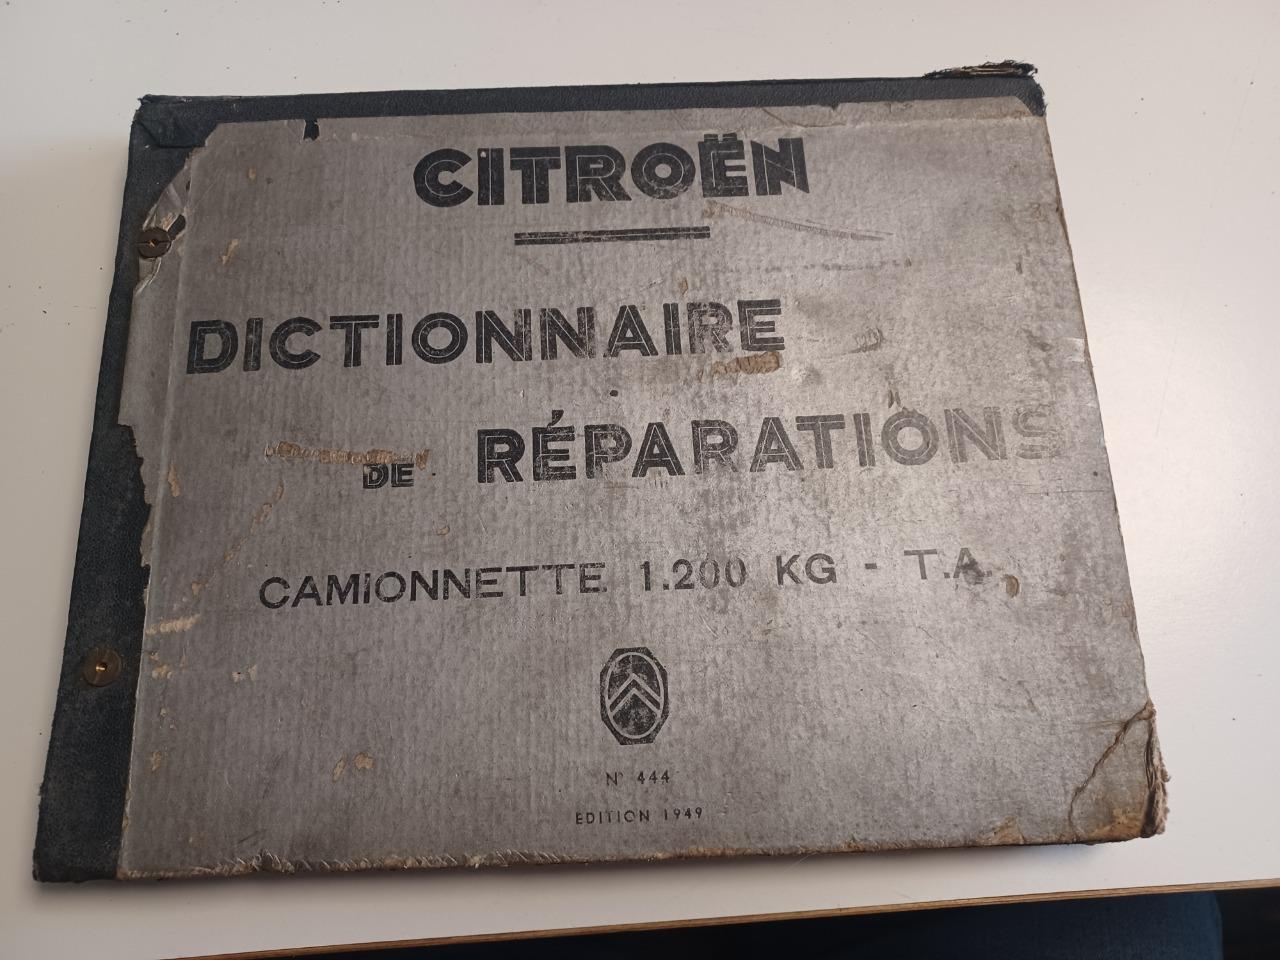 CITROËN
DICTIONNAIRE
DE RÉPARATIONS
CAMIONNETTE 1.200 KG - T.A.
N° 444
EDITION 1949